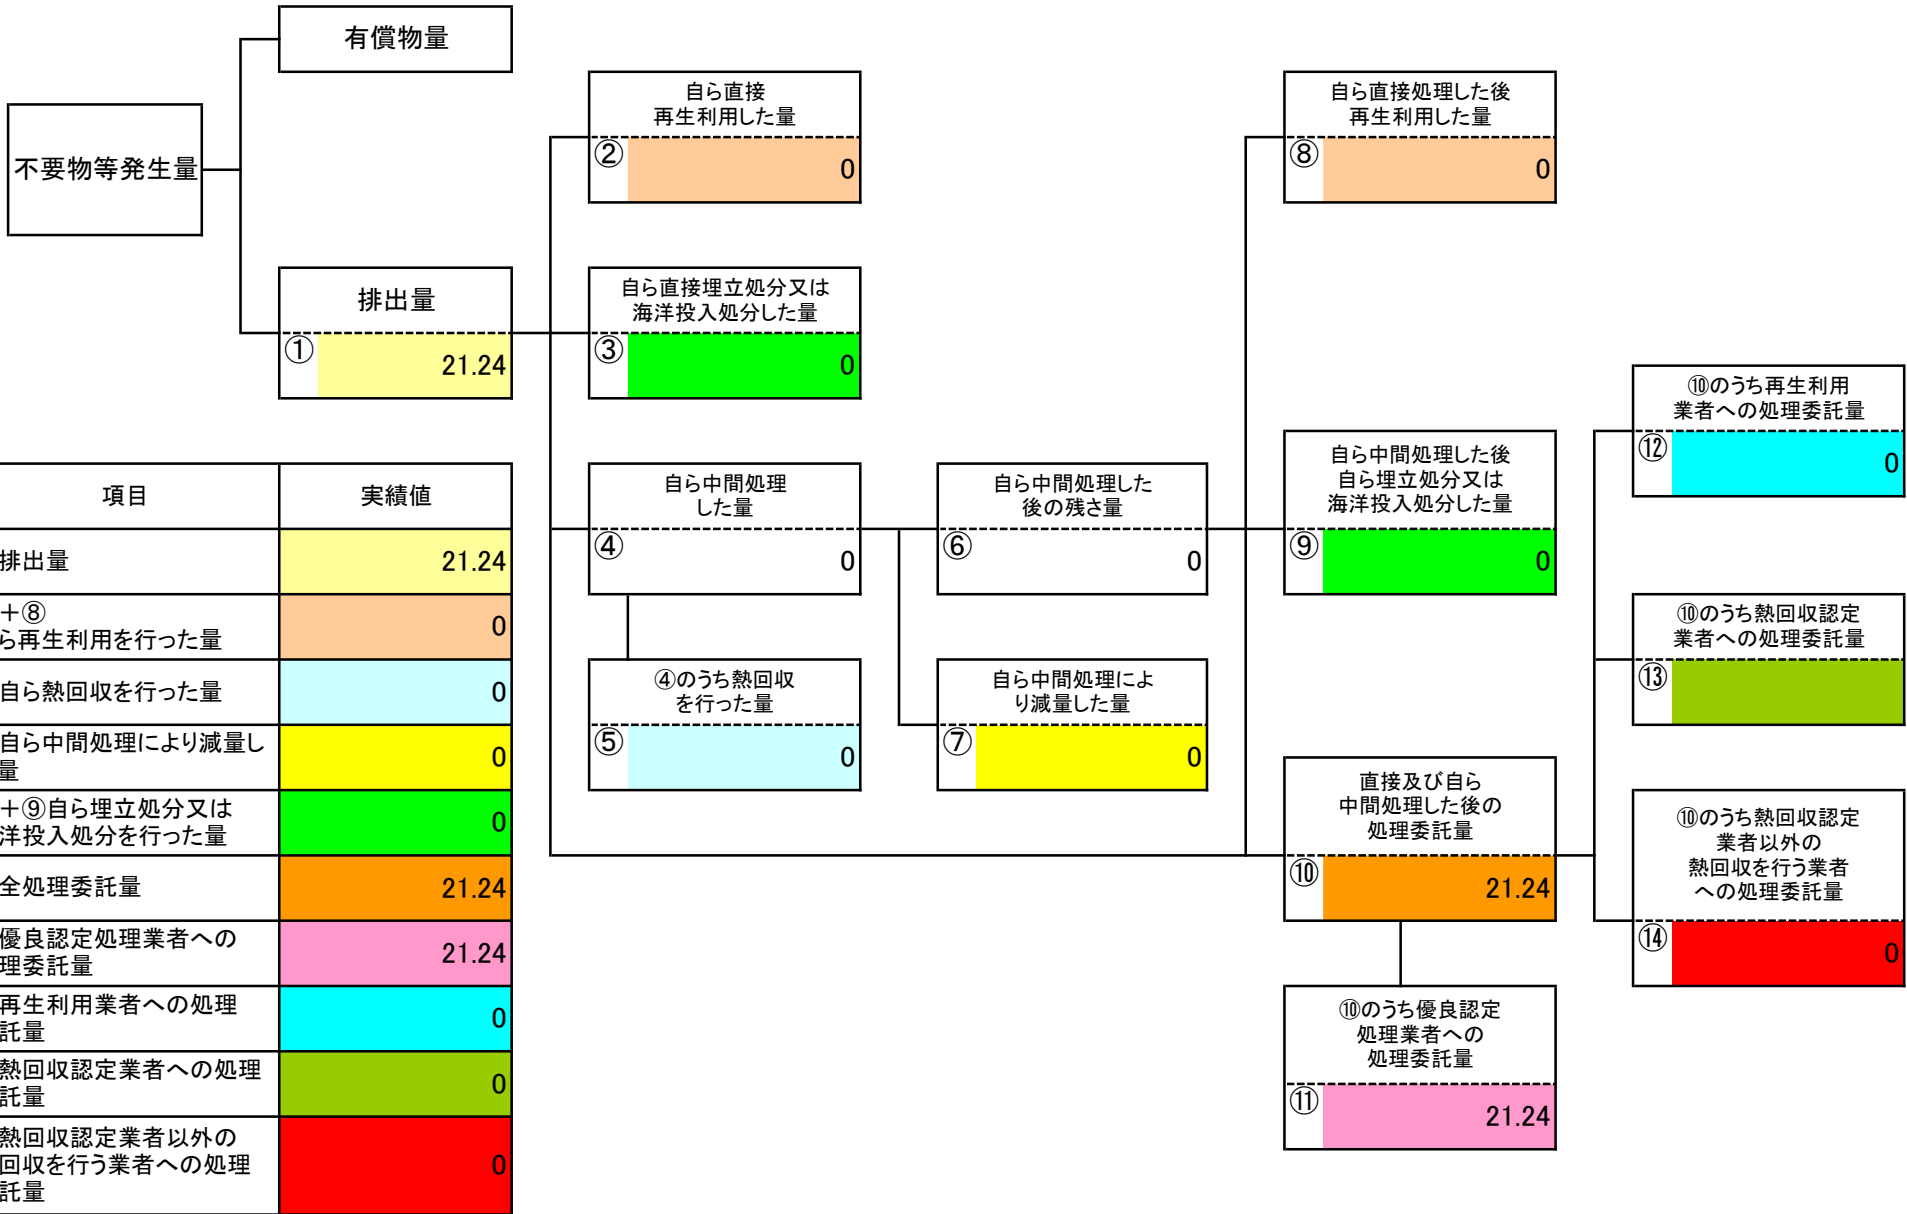 有償物量
不要物等発生量
排出量
①
21.24
自ら直接
再生利用した量
②
0
自ら直接埋立処分又は
海洋投入処分した量
③
0
自ら中間処理
した量
④
0
④のうち熱回収
を行った量
⑤
0
自ら中間処理した
後の残さ量
⑥
0
自ら中間処理によ
り減量した量
⑦
0
自ら直接処理した後
再生利用した量
⑧
0
自ら中間処理した後
自ら埋立処分又は
海洋投入処分した量
⑨
0
直接及び自ら
中間処理した後の
処理委託量
⑩
21.24
⑩のうち優良認定
処理業者への
処理委託量
⑪
21.24
⑩のうち再生利用
業者への処理委託量
⑫
0
⑩のうち熱回収認定
業者への処理委託量
⑬
⑩のうち熱回収認定
業者以外の
熱回収を行う業者
への処理委託量
⑭
0
項目 実績値
排出量 21.24
+⑧
ら再生利用を行った量 0
自ら熱回収を行った量 0
自ら中間処理により減量し
量 0
+⑨自ら埋立処分又は
洋投入処分を行った量 0
全処理委託量 21.24
優良認定処理業者への
理委託量 21.24
再生利用業者への処理
託量 0
熱回収認定業者への処理
託量 0
熱回収認定業者以外の
回収を行う業者への処理
託量 0